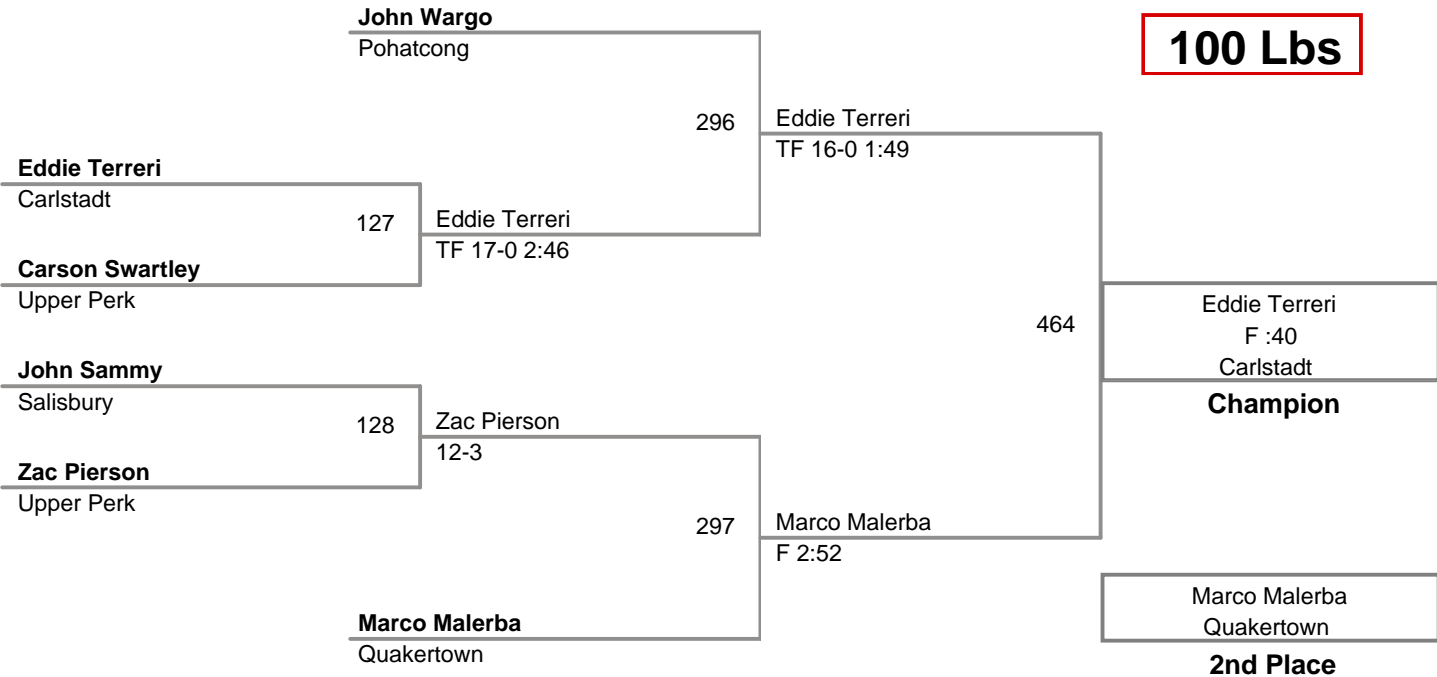 John Wargo
Pohatcong
100 Lbs
296
Eddie Terreri
TF 16-0 1:49
Eddie Terreri
Carlstadt
127
Eddie Terreri
TF 17-0 2:46
Carson Swartley
Upper Perk
464
Eddie Terreri
F :40
Carlstadt
Champion
John Sammy
Salisbury
128
Zac Pierson
12-3
Zac Pierson
Upper Perk
297
Marco Malerba
F 2:52
Marco Malerba
Quakertown
Marco Malerba
Quakertown
2nd Place